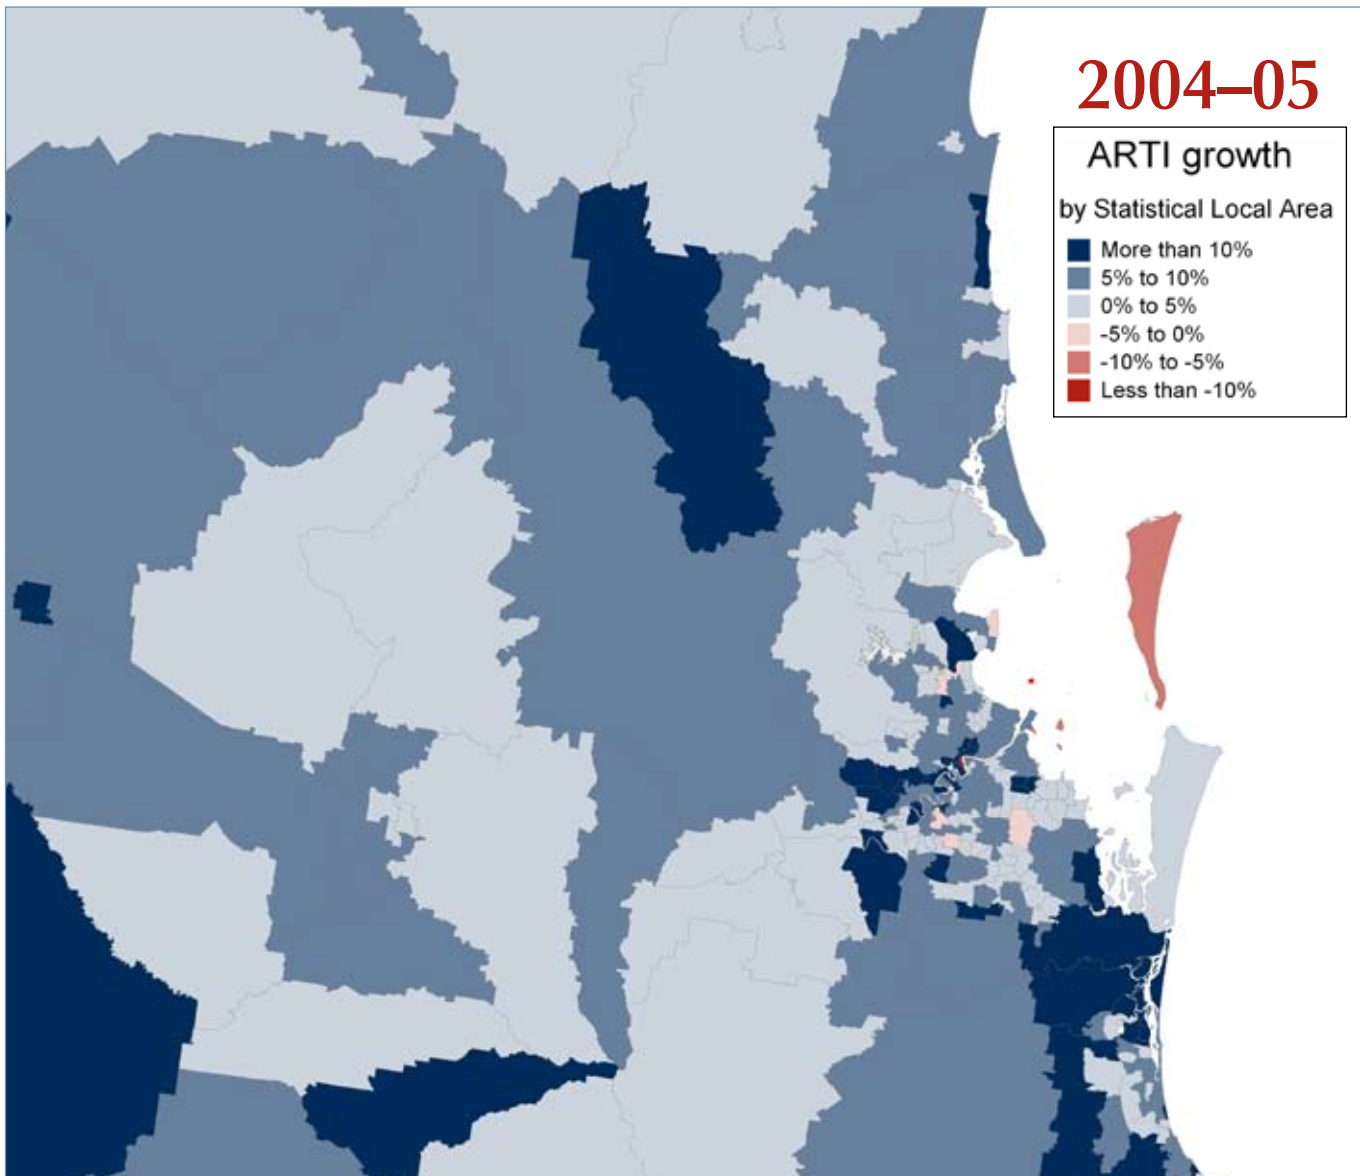 2004–05
ARTI growth
by Statistical Local Area
More than 10%
5% to 10%
0% to 5%
-5% to 0%
-10% to -5%
Less than -10%